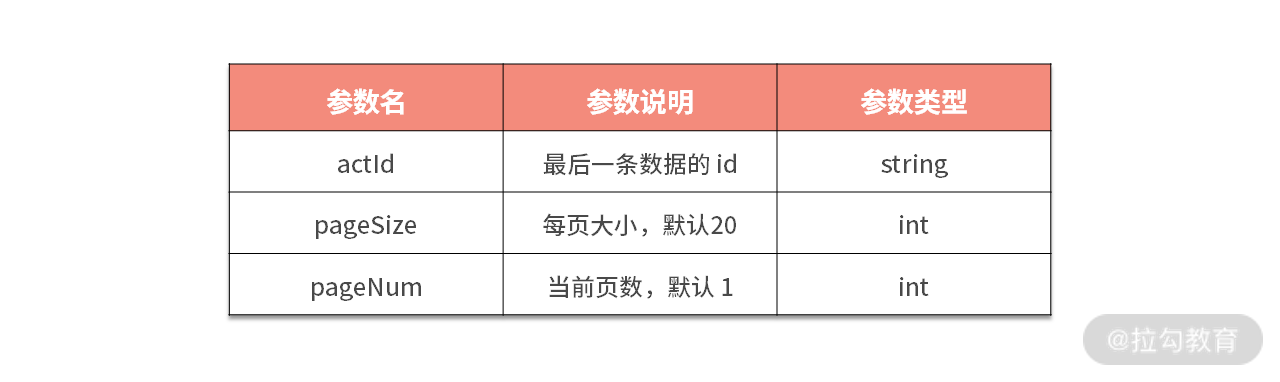 参数名 参数说明 参数类型
actId 最后一条数据的 id string
pageSize 每页大小，默认20 int
pageNum 当前页数，默认 1 int
@拉勾教育